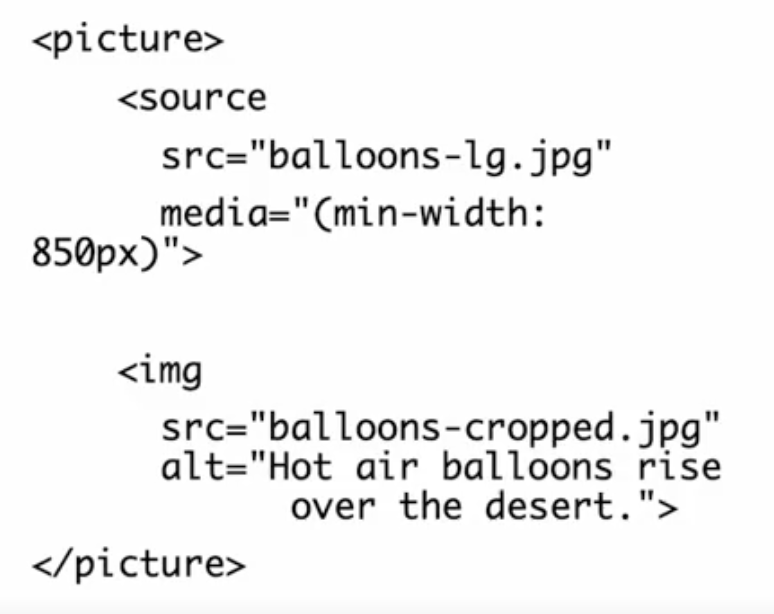 <picture>
<source
src="balloons-lg.jpg"
media="(min-width:
850px)">
<img
src="balloons-cropped.jpg"
alt="Hot air balloons rise
over the desert.">
</picture>